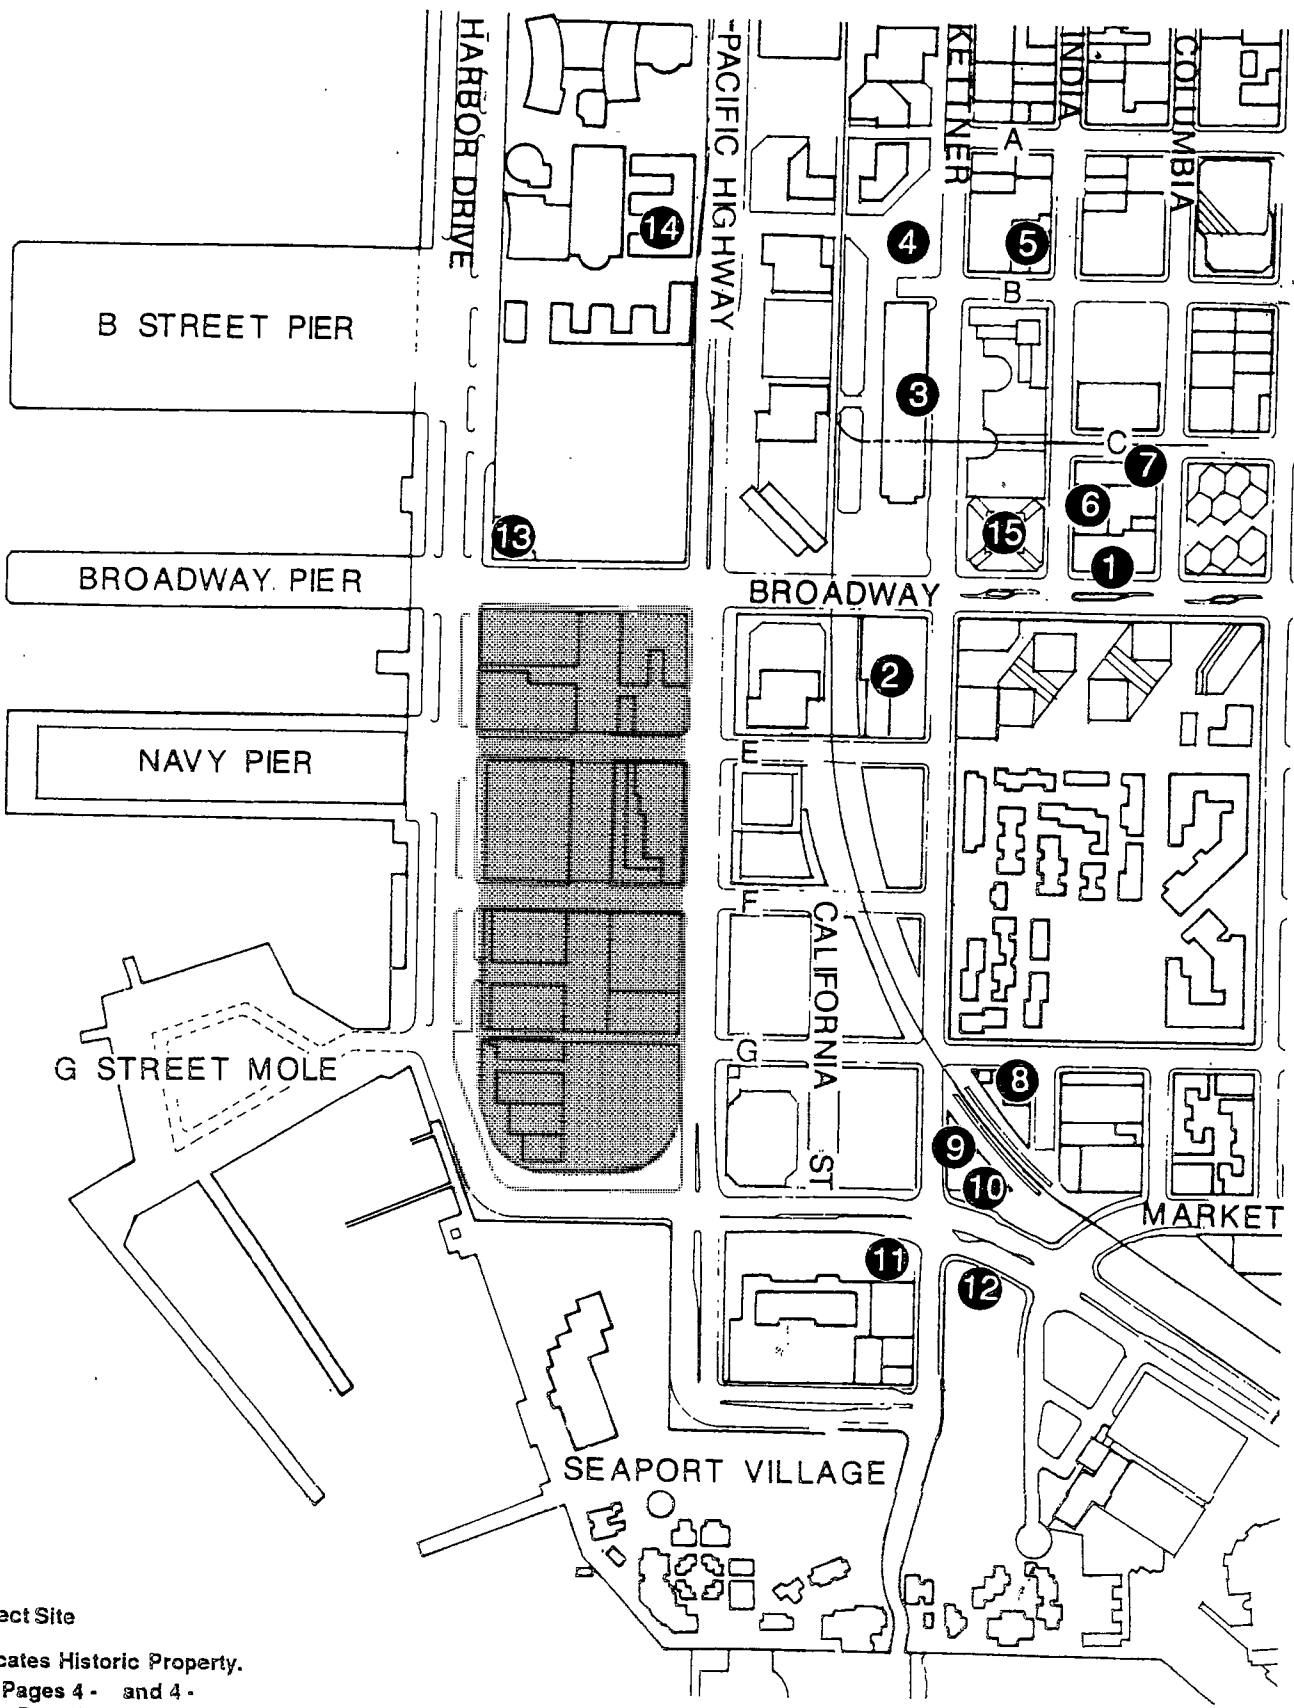 HARBOR DRIVE
PACIFIC HIGHWAY
KETTNER
INDIA
COLUMBIA
A
14
4
5
B
B STREET PIER
3
C
7
6
13
15
1
BROADWAY PIER
BROADWAY
2
NAVY PIER
E
F
CALIFORNIA ST
G STREET MOLE
G
8
9
10
MARKET
11
12
SEAPORT VILLAGE
ect Site
cates Historic Property.
Pages 4 - and 4 -